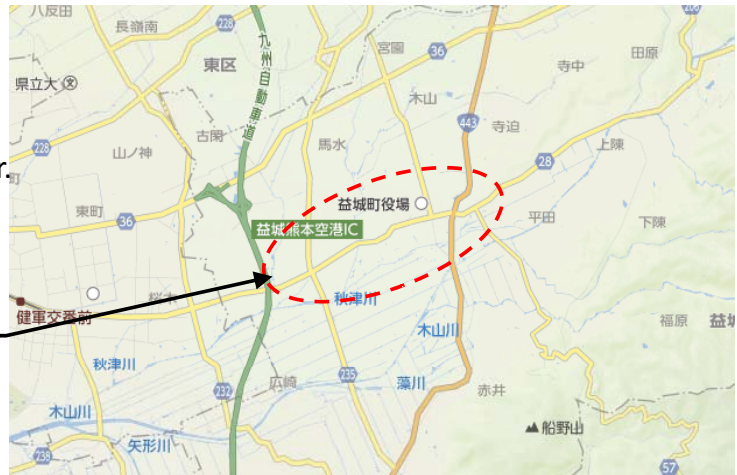 八反田
長嶺南
228
東区
九州自動車道
宮園
36
206
田原
寺中
県立大
木山
443
寺迫
228
古閑
馬水
上陳
山ノ神
28
r.
町
東町
36
益城町役場
平田
下陳
益城熊本空港IC
桜木
秋津川
健軍交番前
木山川
福原
益城
秋津川
広崎
235
232
藻川
赤井
木山川
矢形川
船野山
238
57